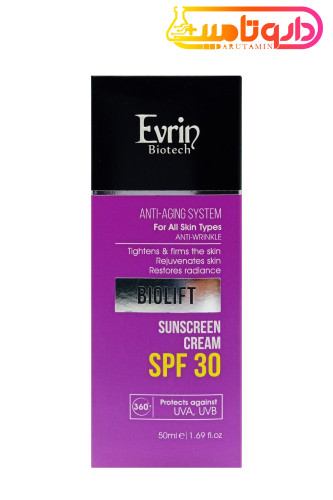 داروتامین
DARUTAMIN
Evrin
Biotech
ANTI-AGING SYSTEM
For All Skin Types
ANTI-WRINKLE
Tightens & firms the skin
Rejuvenates skin
Restores radiance
BIOLIFT
SUNSCREEN
CREAM
SPF 30
360°
Protects against
UVA, UVB
50ml e | 1.69 fl.oz